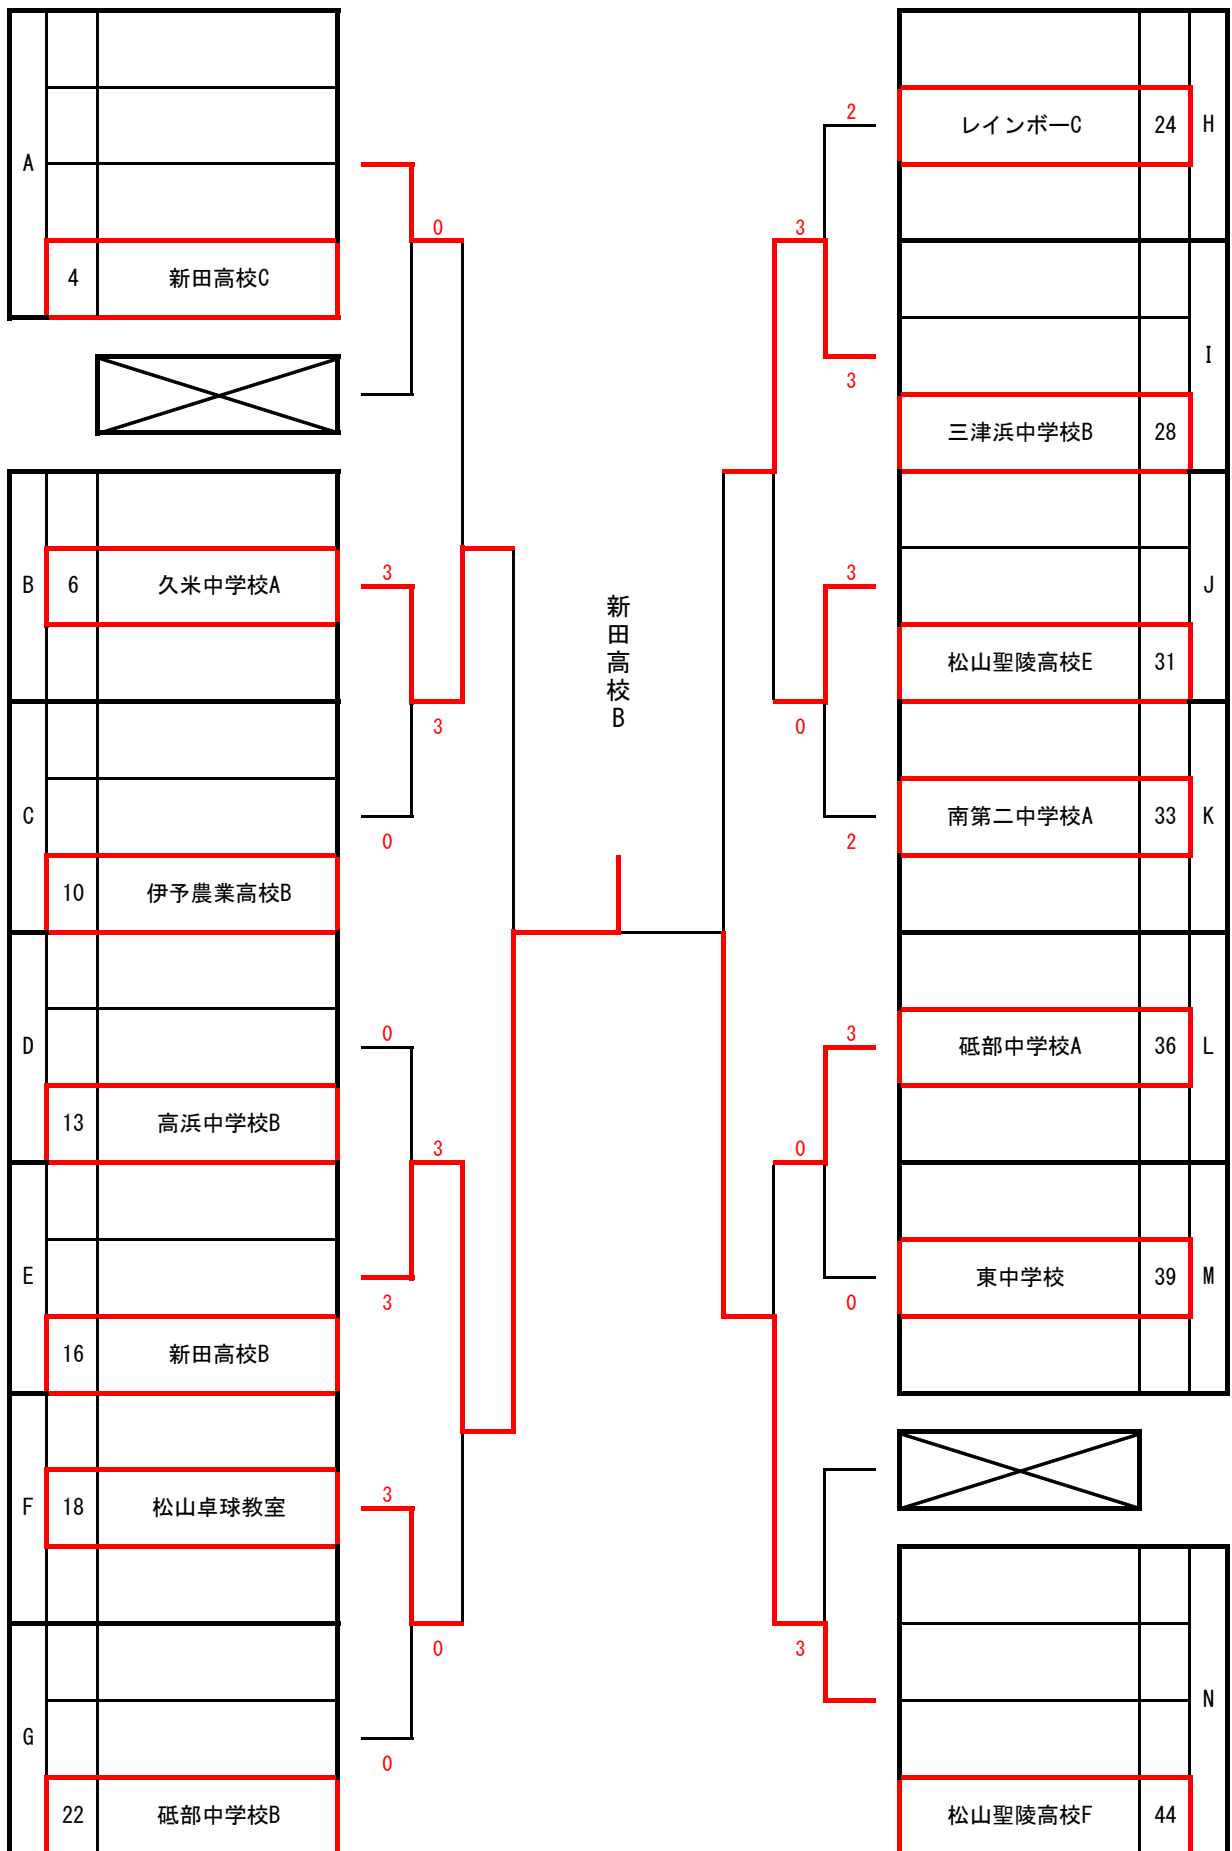 A
4 新田高校C
B 6 久米中学校A
C
10 伊予農業高校B
D
13 高浜中学校B
E
16 新田高校B
F 18 松山卓球教室
G
22 砥部中学校B
0
3
3
0
0
3
3
3
0
0
新田高校B
2
3
3
3
0
2
3
0
0
3
レインボーC 24 H
I
三津浜中学校B 28
J
松山聖陵高校E 31
南第二中学校A 33 K
砥部中学校A 36 L
東中学校 39 M
N
松山聖陵高校F 44